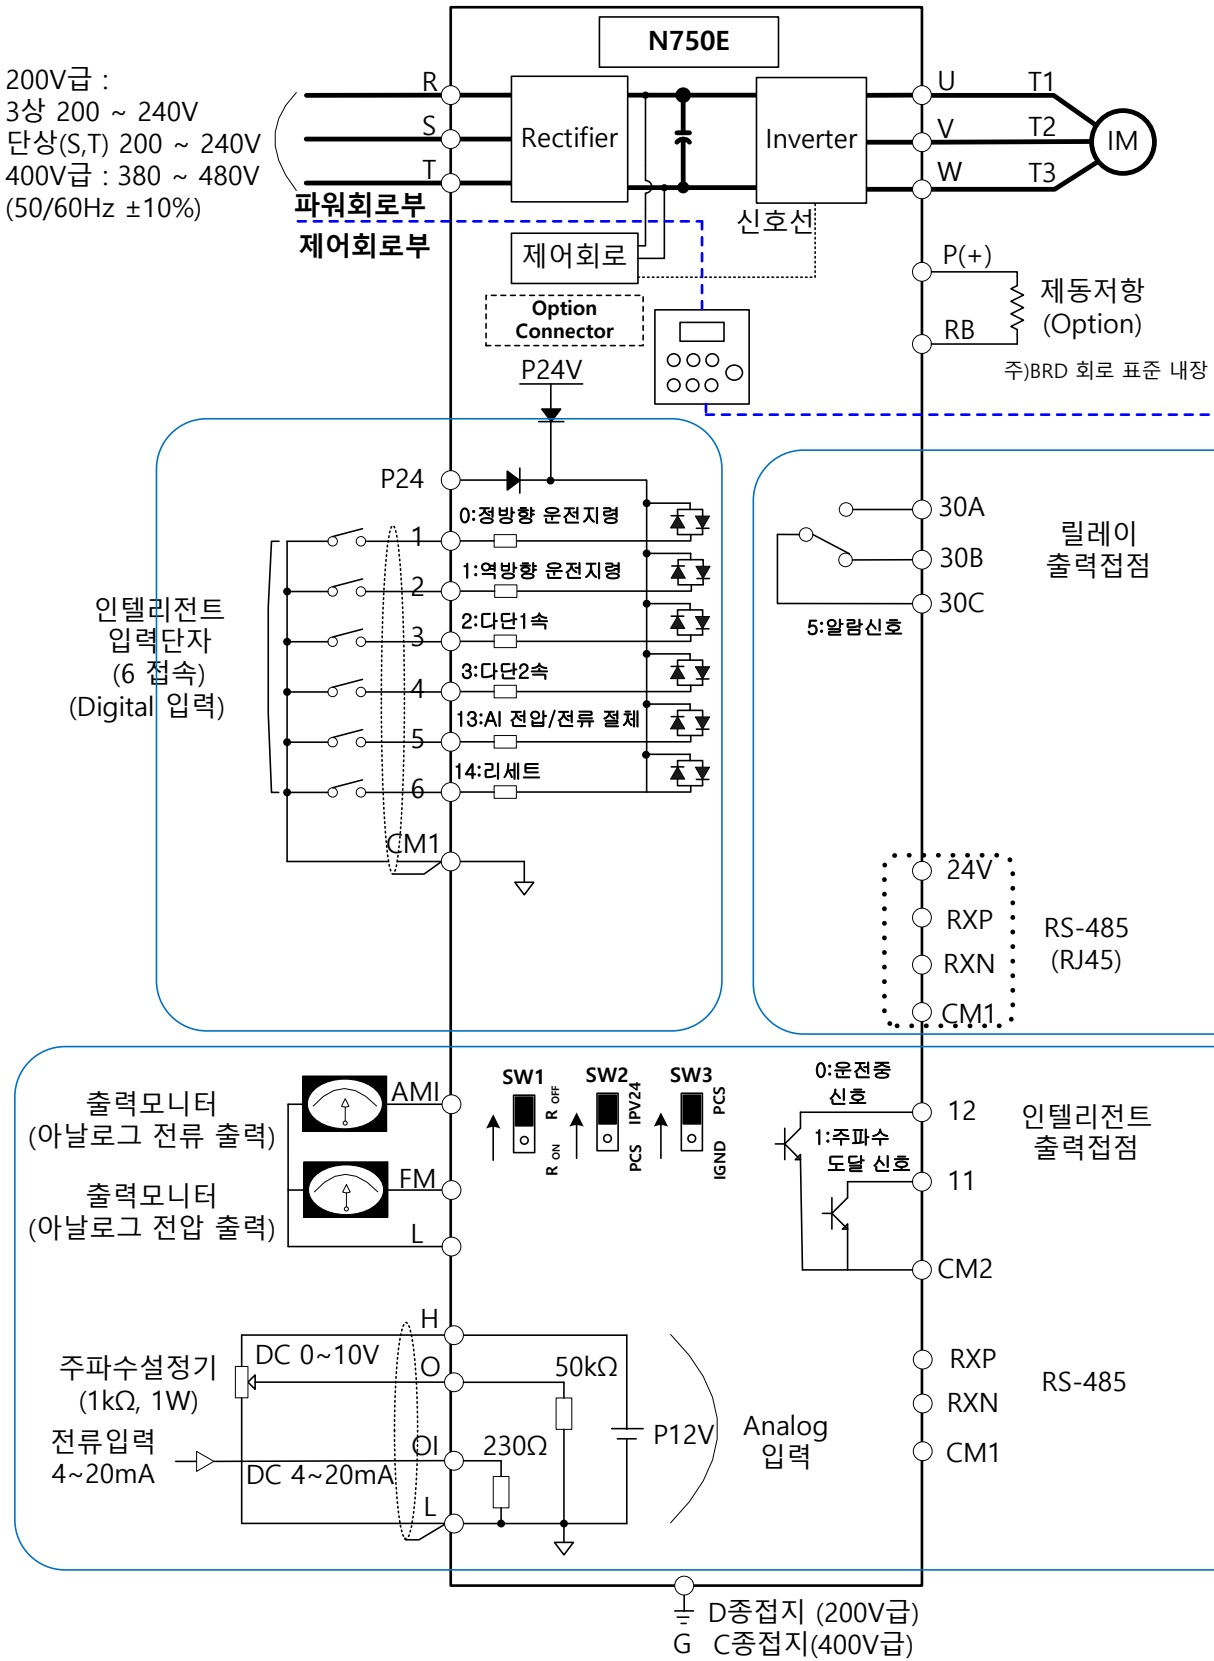 N750E
200V급 :
3상 200 ~ 240V
단상(S,T) 200 ~ 240V
400V급 : 380 ~ 480V
(50/60Hz ±10%)
R
S
T
Rectifier
Inverter
U
V
W
T1
T2
T3
IM
파워회로부
제어회로부
신호선
제어회로
P(+)
RB
제동저항
(Option)
주)BRD 회로 표준 내장
Option
Connector
P24V
P24
0:정방향 운전지령
1
1:역방향 운전지령
2
2:다단1속
3
3:다단2속
4
13:AI 전압/전류 절체
5
14:리세트
6
CM1
인텔리전트
입력단자
(6 접속)
(Digital 입력)
30A
30B
30C
릴레이
출력접점
5:알람신호
24V
RXP
RXN
CM1
RS-485
(RJ45)
출력모니터
(아날로그 전류 출력)
AMI
출력모니터
(아날로그 전압 출력)
FM
L
SW1
R OFF
R ON
SW2
IPV24
PCS
SW3
PCS
IGND
0:운전중
신호
12
1:주파수
도달 신호
11
CM2
인텔리전트
출력접점
H
DC 0~10V
O
50kΩ
주파수설정기
(1kΩ, 1W)
전류입력
4~20mA
OI
230Ω
DC 4~20mA
L
P12V
Analog
입력
RXP
RXN
CM1
RS-485
D종접지 (200V급)
G C종접지(400V급)